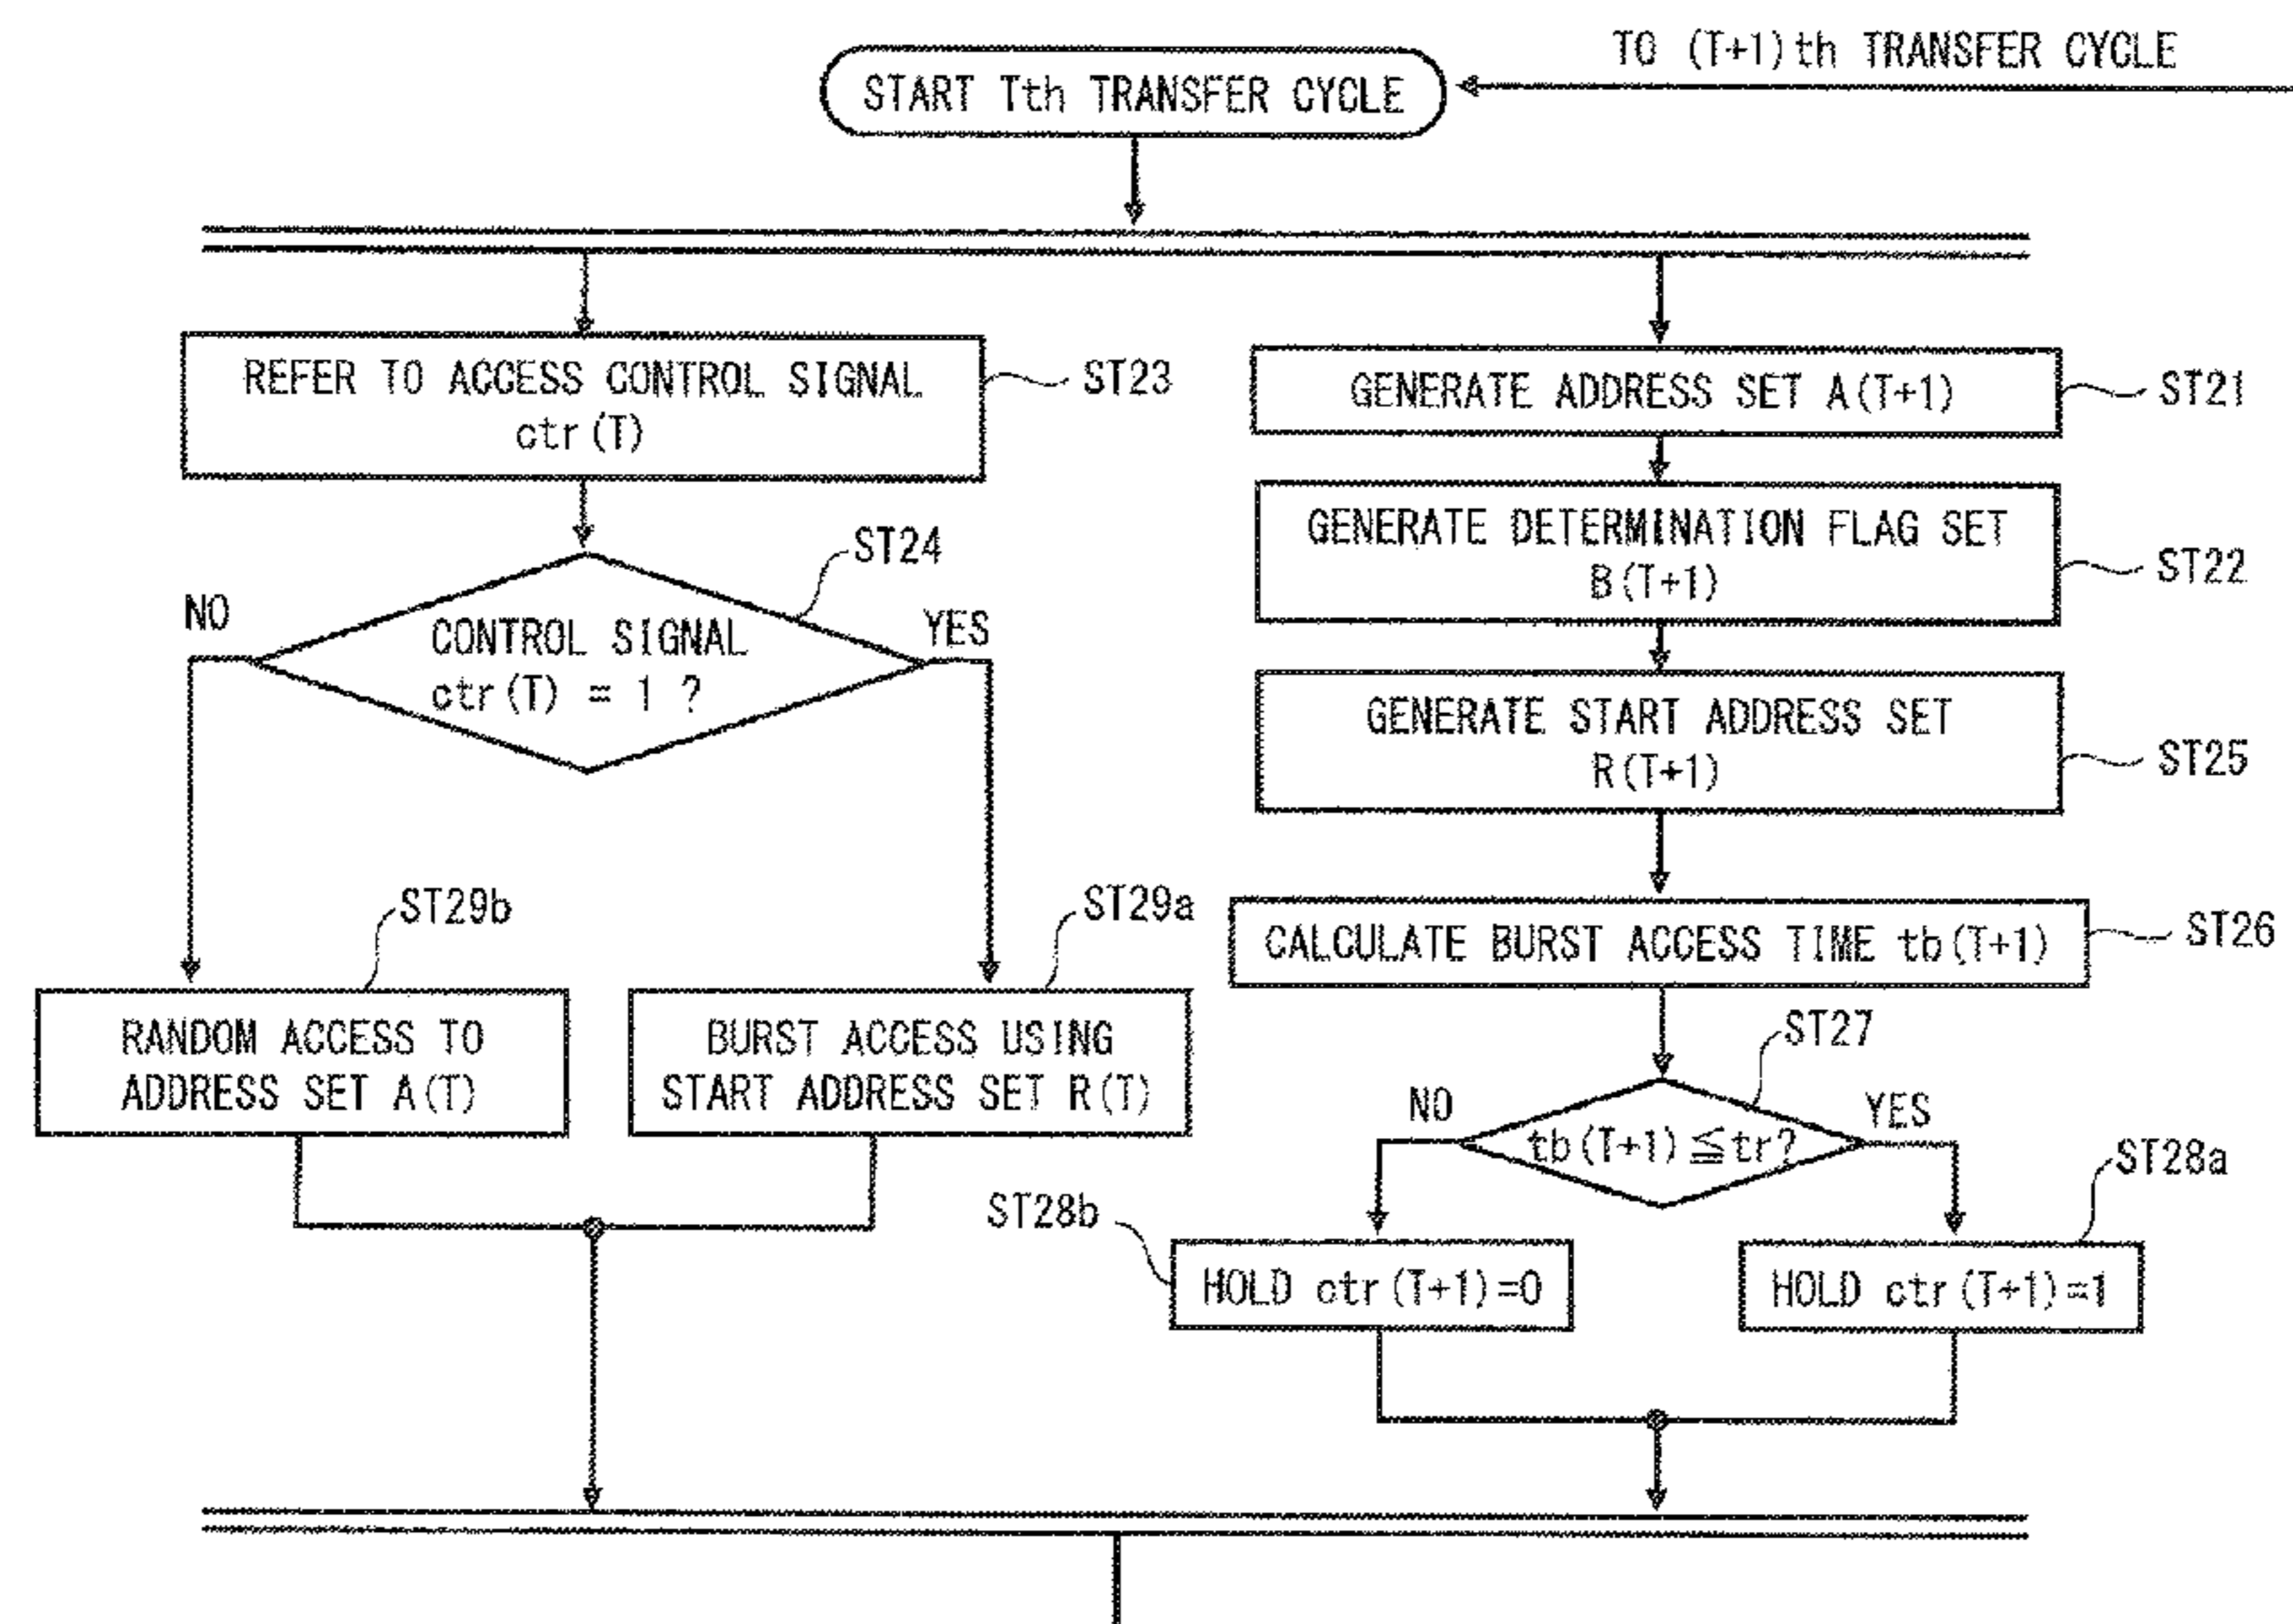 TO (T+1)th TRANSFER CYCLE
START Tth TRANSFER CYCLE
REFER TO ACCESS CONTROL SIGNAL
ctr(T)
ST23
ST24
NO
CONTROL SIGNAL
ctr(T) = 1 ?
YES
ST29b
RANDOM ACCESS TO
ADDRESS SET A(T)
ST29a
BURST ACCESS USING
START ADDRESS SET R(T)
GENERATE ADDRESS SET A(T+1)
ST21
GENERATE DETERMINATION FLAG SET
B(T+1)
ST22
GENERATE START ADDRESS SET
R(T+1)
ST25
CALCULATE BURST ACCESS TIME tb(T+1)
ST26
ST27
NO
tb(T+1)≦tr?
YES
ST28b
HOLD ctr(T+1)=0
ST28a
HOLD ctr(T+1)=1